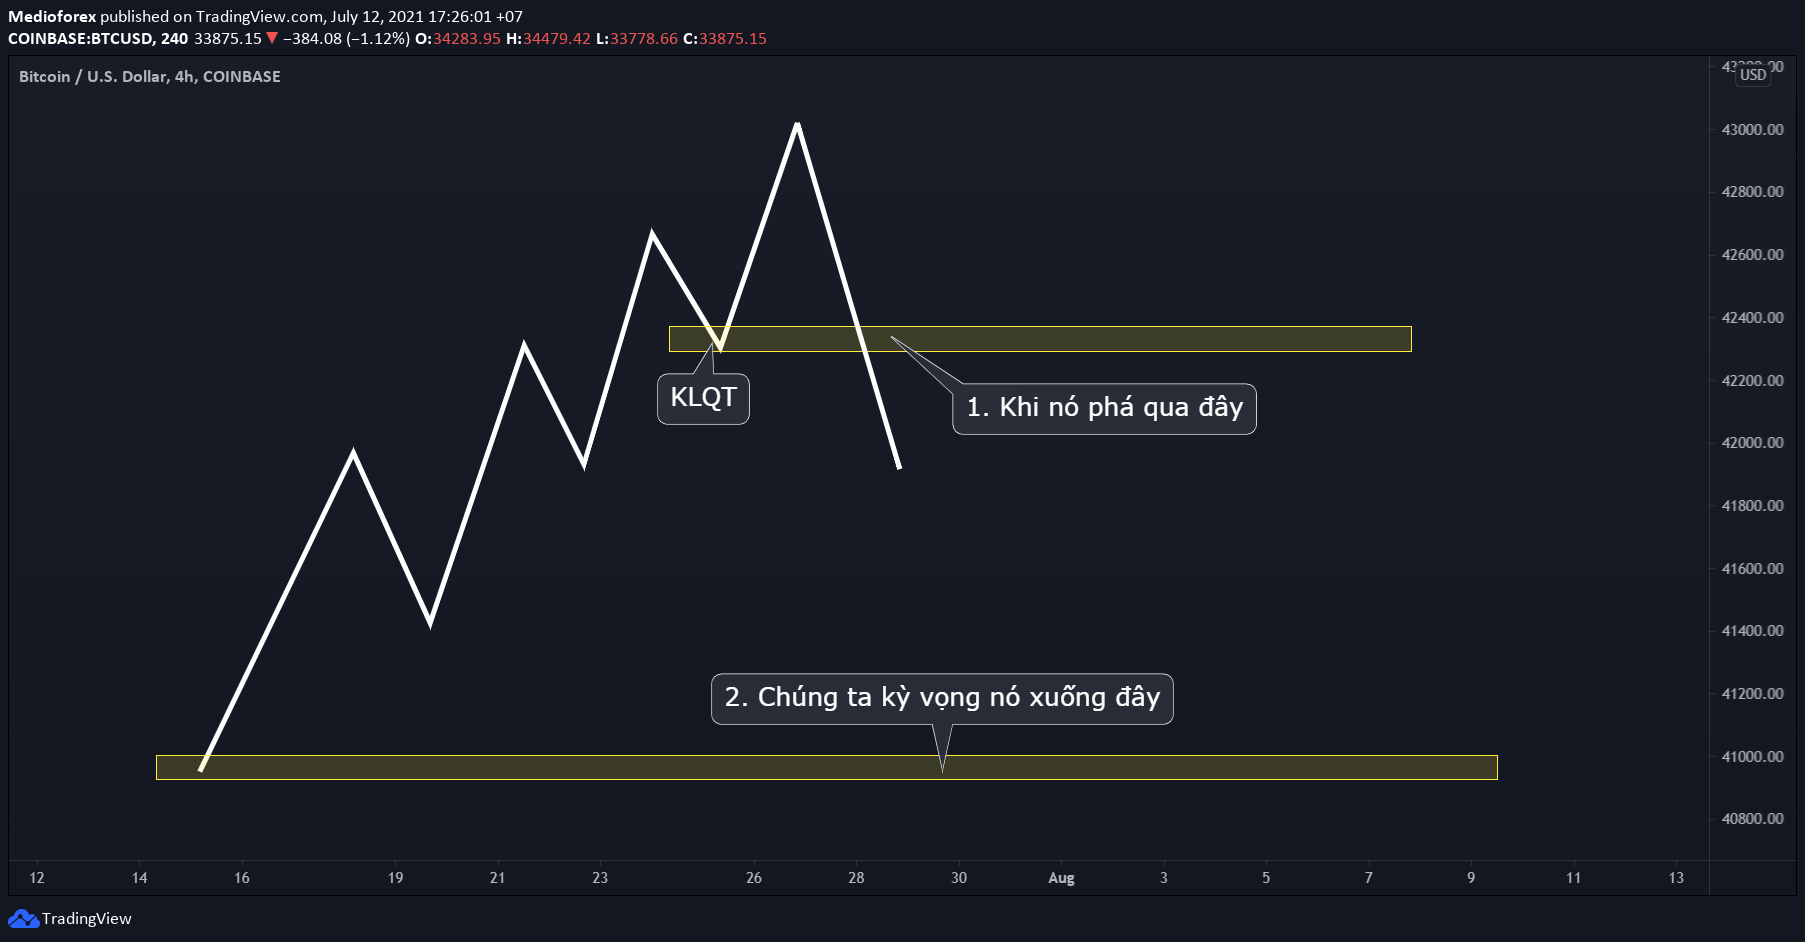 Medioforex published on TradingView.com, July 12, 2021 17:26:01 +07
COINBASE:BTCUSD, 240 33875.15 ▼ −384.08 (−1.12%) O:34283.95 H:34479.42 L:33778.66 C:33875.15
Bitcoin / U.S. Dollar, 4h, COINBASE
USD
43000.00
42800.00
42600.00
42400.00
42200.00
42000.00
41800.00
41600.00
41400.00
41200.00
41000.00
40800.00
KLQT
1. Khi nó phá qua đây
2. Chúng ta kỳ vọng nó xuống đây
12 14 16 19 21 23 26 28 30 Aug 3 5 7 9 11 13
TradingView